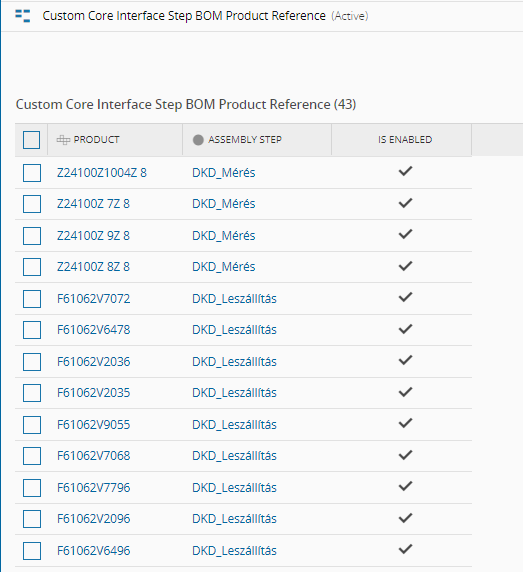 Custom Core Interface Step BOM Product Reference (Active)
Custom Core Interface Step BOM Product Reference (43)
PRODUCT ASSEMBLY STEP IS ENABLED
Z24100Z1004Z 8 DKD_Mérés
Z24100Z 7Z 8 DKD_Mérés
Z24100Z 9Z 8 DKD_Mérés
Z24100Z 8Z 8 DKD_Mérés
F61062V7072 DKD_Leszállítás
F61062V6478 DKD_Leszállítás
F61062V2036 DKD_Leszállítás
F61062V2035 DKD_Leszállítás
F61062V9055 DKD_Leszállítás
F61062V7068 DKD_Leszállítás
F61062V7796 DKD_Leszállítás
F61062V2096 DKD_Leszállítás
F61062V6496 DKD_Leszállítás